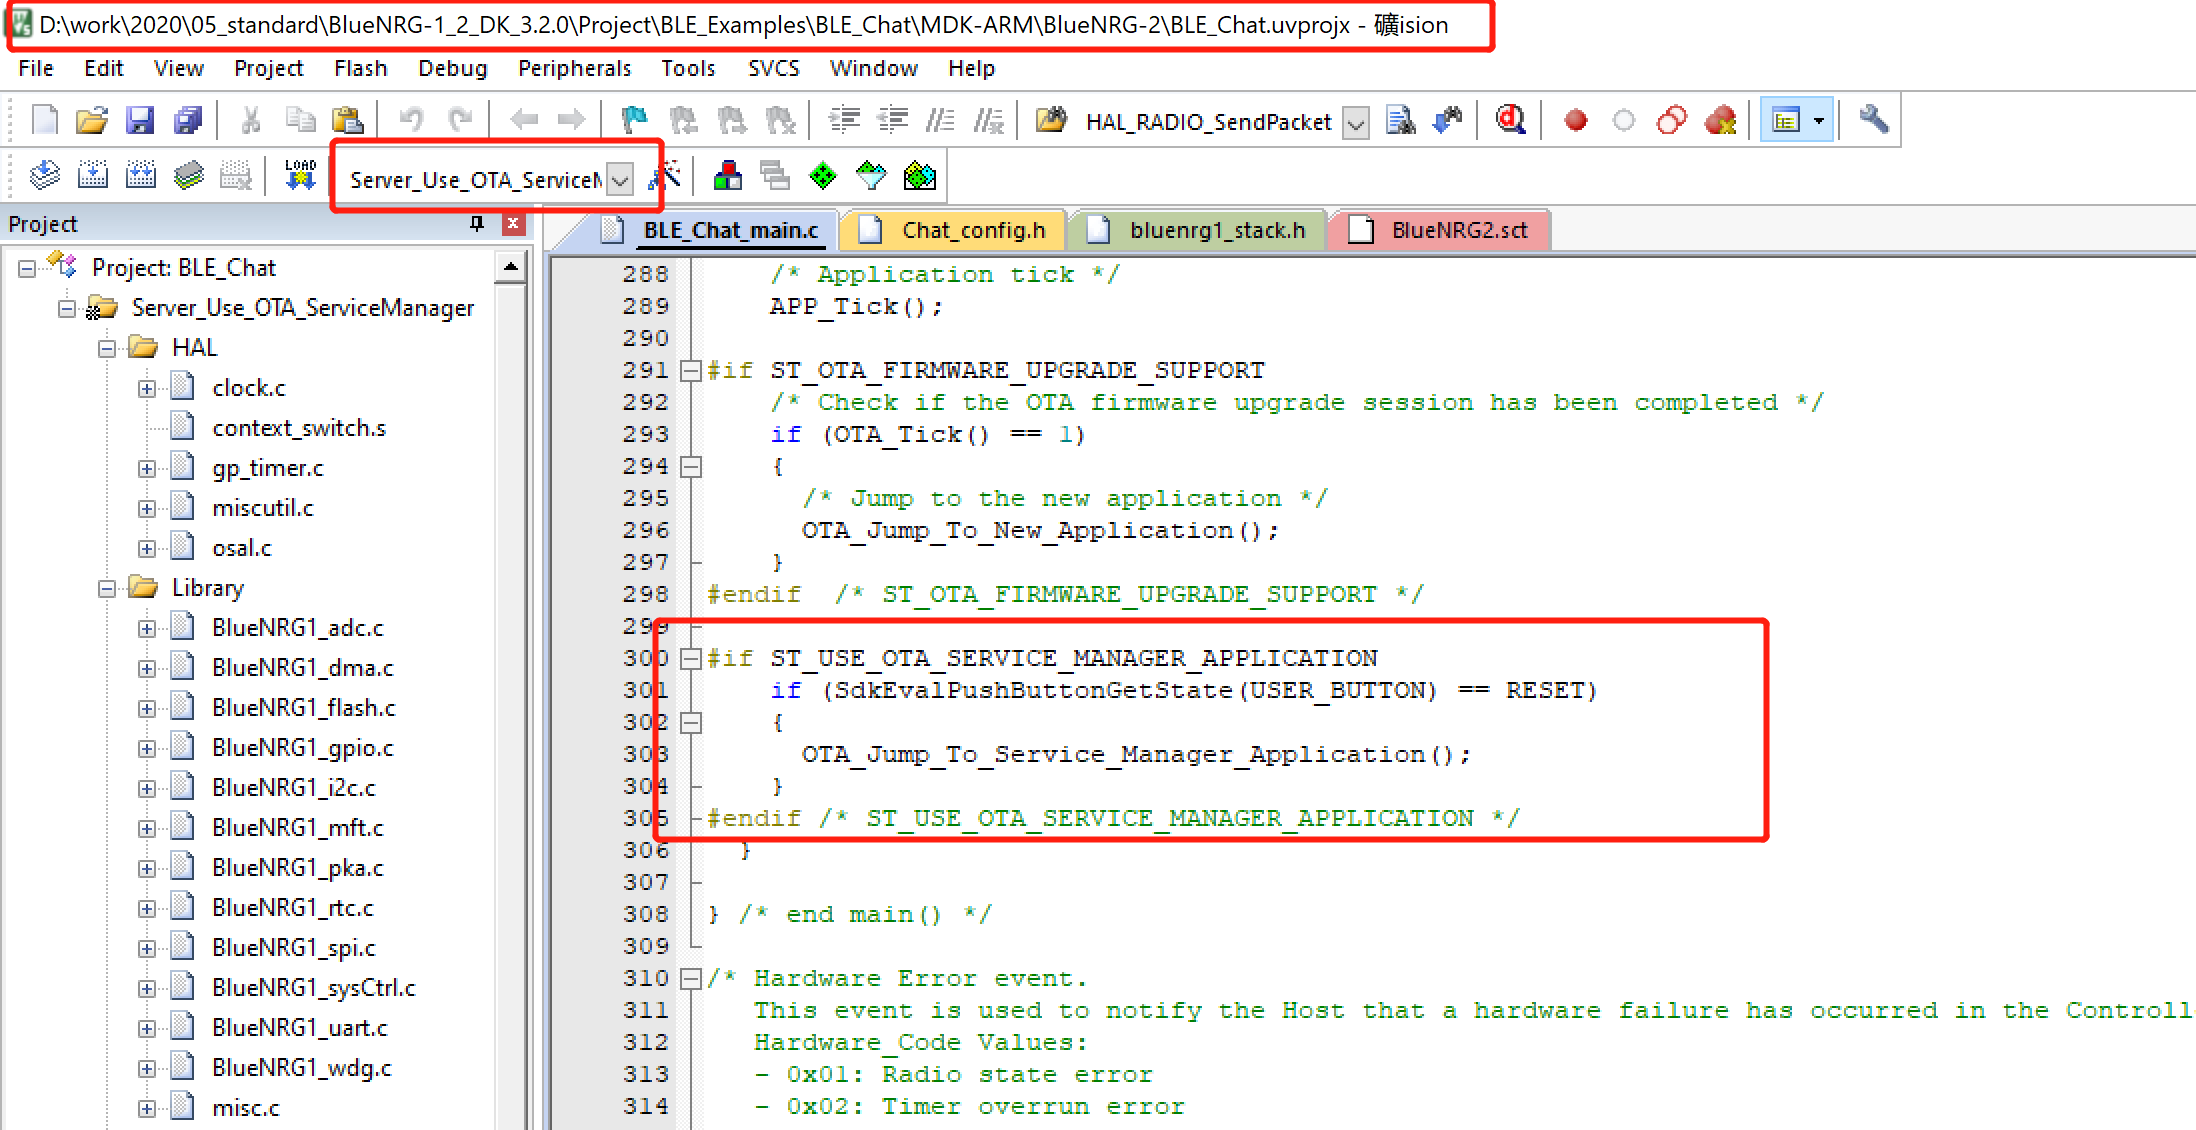 D:\work\2020\05_standard\BlueNRG-1_2_DK_3.2.0\Project\BLE_Examples\BLE_Chat\MDK-ARM\BlueNRG-2\BLE_Chat.uvprojx - 礦ision
File Edit View Project Flash Debug Peripherals Tools SVCS Window Help
HAL_RADIO_SendPacket
LOAD
Server_Use_OTA_Service
Project
BLE_Chat_main.c Chat_config.h bluenrg1_stack.h BlueNRG2.sct
Project: BLE_Chat
Server_Use_OTA_ServiceManager
HAL
clock.c
context_switch.s
gp_timer.c
miscutil.c
osal.c
Library
BlueNRG1_adc.c
BlueNRG1_dma.c
BlueNRG1_flash.c
BlueNRG1_gpio.c
BlueNRG1_i2c.c
BlueNRG1_mft.c
BlueNRG1_pka.c
BlueNRG1_rtc.c
BlueNRG1_spi.c
BlueNRG1_sysCtrl.c
BlueNRG1_uart.c
BlueNRG1_wdg.c
misc.c
288 /* Application tick */
289 APP_Tick();
290
291 #if ST_OTA_FIRMWARE_UPGRADE_SUPPORT
292 /* Check if the OTA firmware upgrade session has been completed */
293 if (OTA_Tick() == 1)
294 {
295 /* Jump to the new application */
296 OTA_Jump_To_New_Application();
297 }
298 #endif /* ST_OTA_FIRMWARE_UPGRADE_SUPPORT */
299
300 #if ST_USE_OTA_SERVICE_MANAGER_APPLICATION
301 if (SdkEvalPushButtonGetState(USER_BUTTON) == RESET)
302 {
303 OTA_Jump_To_Service_Manager_Application();
304 }
305 #endif /* ST_USE_OTA_SERVICE_MANAGER_APPLICATION */
306 }
307
308 } /* end main() */
309
310 /* Hardware Error event.
311 This event is used to notify the Host that a hardware failure has occurred in the Controll
312 Hardware_Code Values:
313 - 0x01: Radio state error
314 - 0x02: Timer overrun error